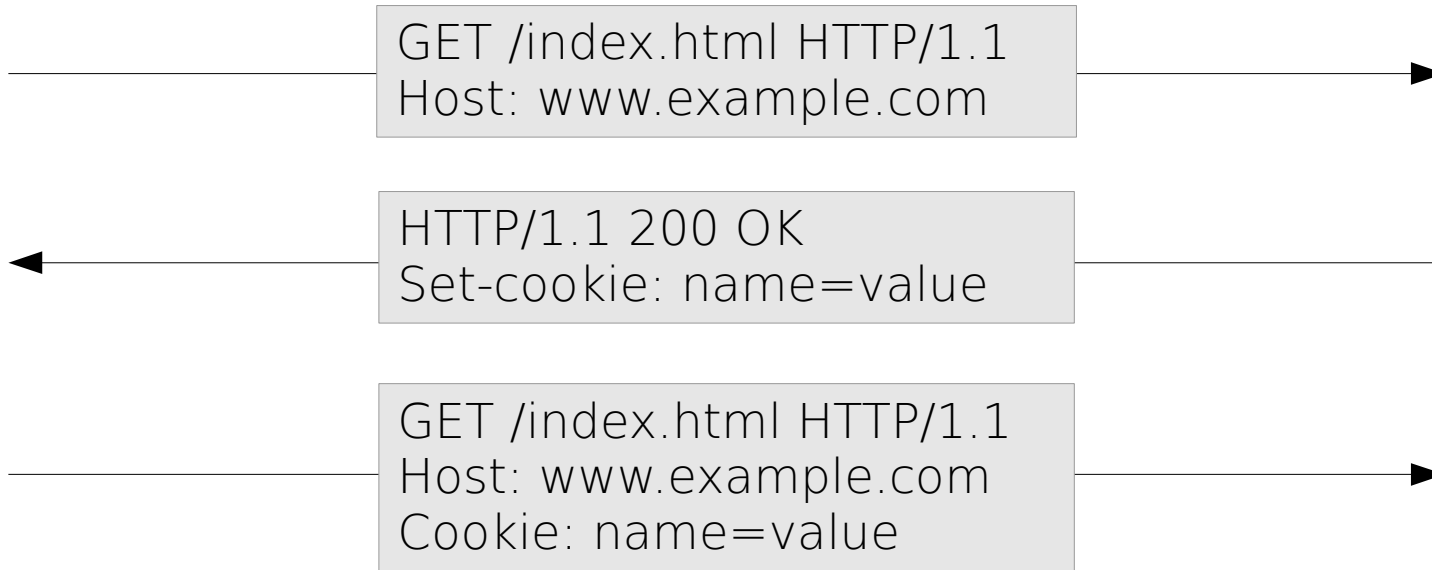 GET /index.html HTTP/1.1
Host: www.example.com
HTTP/1.1 200 OK
Set-cookie: name=value
GET /index.html HTTP/1.1
Host: www.example.com
Cookie: name=value